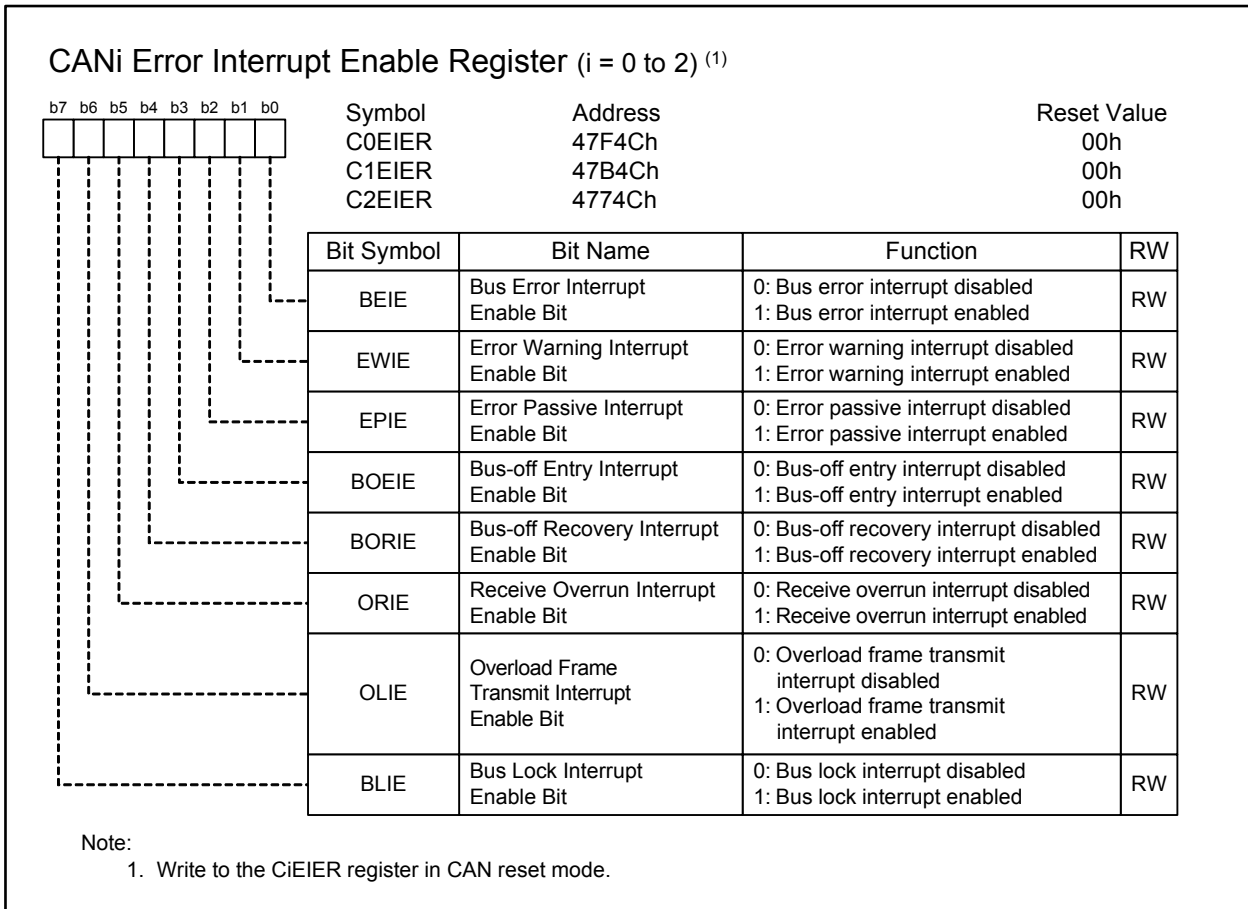 CANi Error Interrupt Enable Register (i = 0 to 2) (1)
b7 b6 b5 b4 b3 b2 b1 b0
Symbol Address Reset Value
C0EIER 47F4Ch 00h
C1EIER 47B4Ch 00h
C2EIER 4774Ch 00h
Bit Symbol Bit Name Function RW
BEIE Bus Error Interrupt Enable Bit 0: Bus error interrupt disabled 1: Bus error interrupt enabled RW
EWIE Error Warning Interrupt Enable Bit 0: Error warning interrupt disabled 1: Error warning interrupt enabled RW
EPIE Error Passive Interrupt Enable Bit 0: Error passive interrupt disabled 1: Error passive interrupt enabled RW
BOEIE Bus-off Entry Interrupt Enable Bit 0: Bus-off entry interrupt disabled 1: Bus-off entry interrupt enabled RW
BORIE Bus-off Recovery Interrupt Enable Bit 0: Bus-off recovery interrupt disabled 1: Bus-off recovery interrupt enabled RW
ORIE Receive Overrun Interrupt Enable Bit 0: Receive overrun interrupt disabled 1: Receive overrun interrupt enabled RW
OLIE Overload Frame Transmit Interrupt Enable Bit 0: Overload frame transmit interrupt disabled 1: Overload frame transmit interrupt enabled RW
BLIE Bus Lock Interrupt Enable Bit 0: Bus lock interrupt disabled 1: Bus lock interrupt enabled RW
Note:
1. Write to the CiEIER register in CAN reset mode.